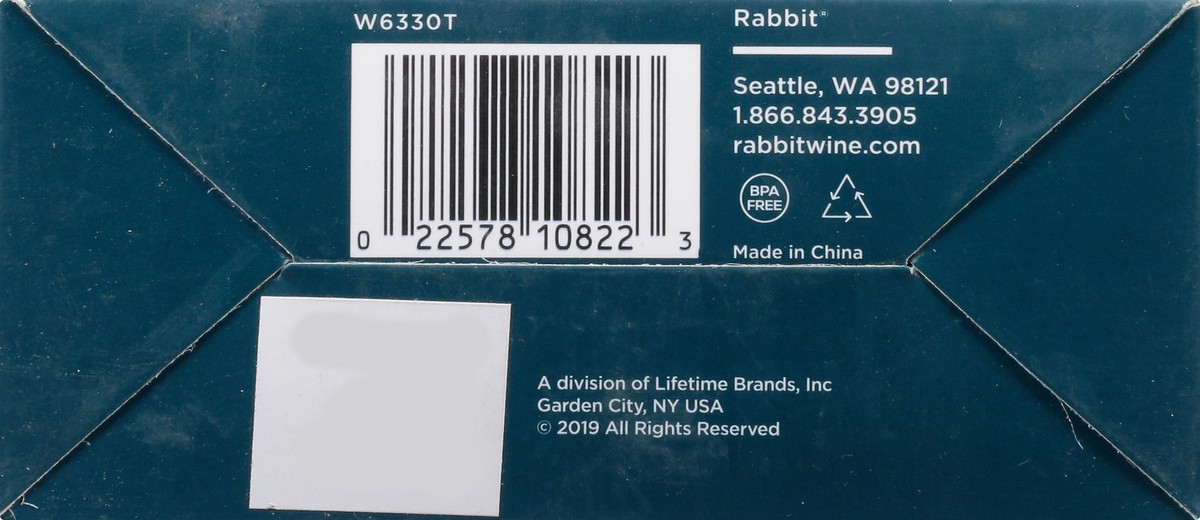 W6330T
0 22578 10822 3
Rabbit®
Seattle, WA 98121
1.866.843.3905
rabbitwine.com
BPA
FREE
Made in China
A division of Lifetime Brands, Inc
Garden City, NY USA
© 2019 All Rights Reserved